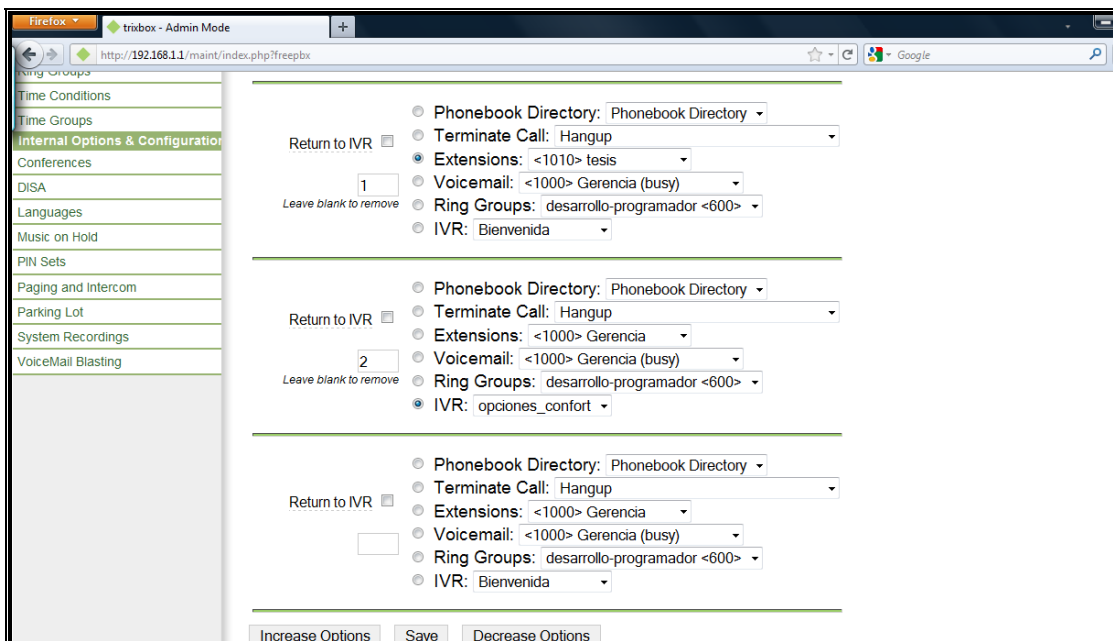 Firefox
trixbox - Admin Mode
+
http://192.168.1.1/maint/index.php?freepbx
Google
Ring Groups
Time Conditions
Time Groups
Internal Options & Configuration
Conferences
DISA
Languages
Music on Hold
PIN Sets
Paging and Intercom
Parking Lot
System Recordings
VoiceMail Blasting
Return to IVR
1
Leave blank to remove
Phonebook Directory: Phonebook Directory
Terminate Call: Hangup
Extensions: <1010> tesis
Voicemail: <1000> Gerencia (busy)
Ring Groups: desarrollo-programador <600>
IVR: Bienvenida
Return to IVR
2
Leave blank to remove
Phonebook Directory: Phonebook Directory
Terminate Call: Hangup
Extensions: <1000> Gerencia
Voicemail: <1000> Gerencia (busy)
Ring Groups: desarrollo-programador <600>
IVR: opciones_confort
Return to IVR
Phonebook Directory: Phonebook Directory
Terminate Call: Hangup
Extensions: <1000> Gerencia
Voicemail: <1000> Gerencia (busy)
Ring Groups: desarrollo-programador <600>
IVR: Bienvenida
Increase Options
Save
Decrease Options